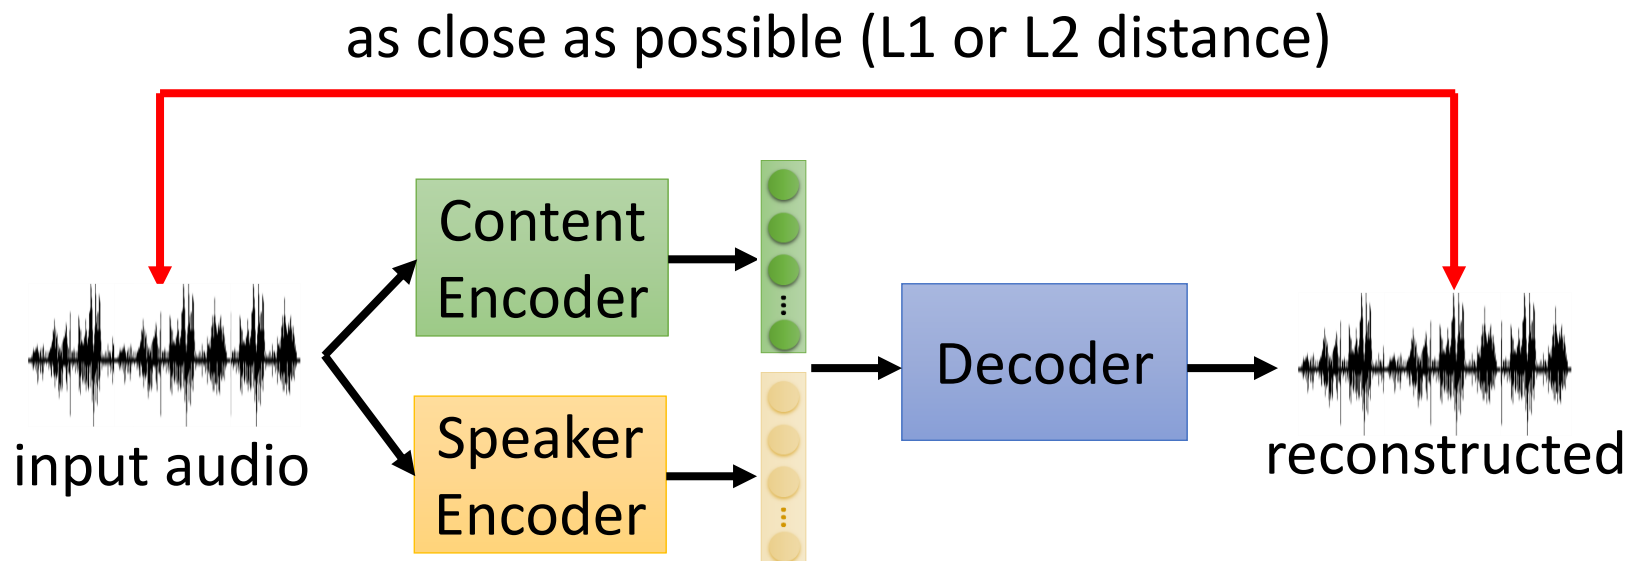 as close as possible (L1 or L2 distance)
Content
Encoder
Decoder
Speaker
Encoder
input audio
reconstructed